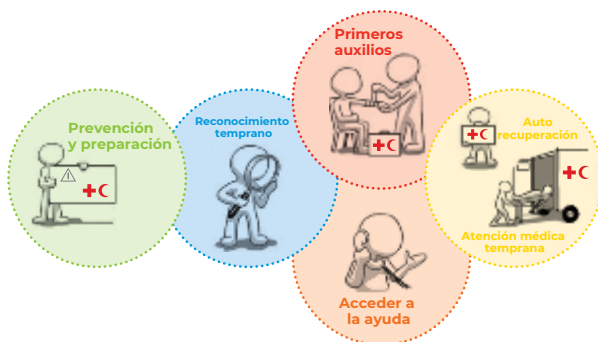 Prevención
y preparación
Reconocimiento
temprano
Primeros
auxilios
Acceder a
la ayuda
Auto
recuperación
Atención médica
temprana